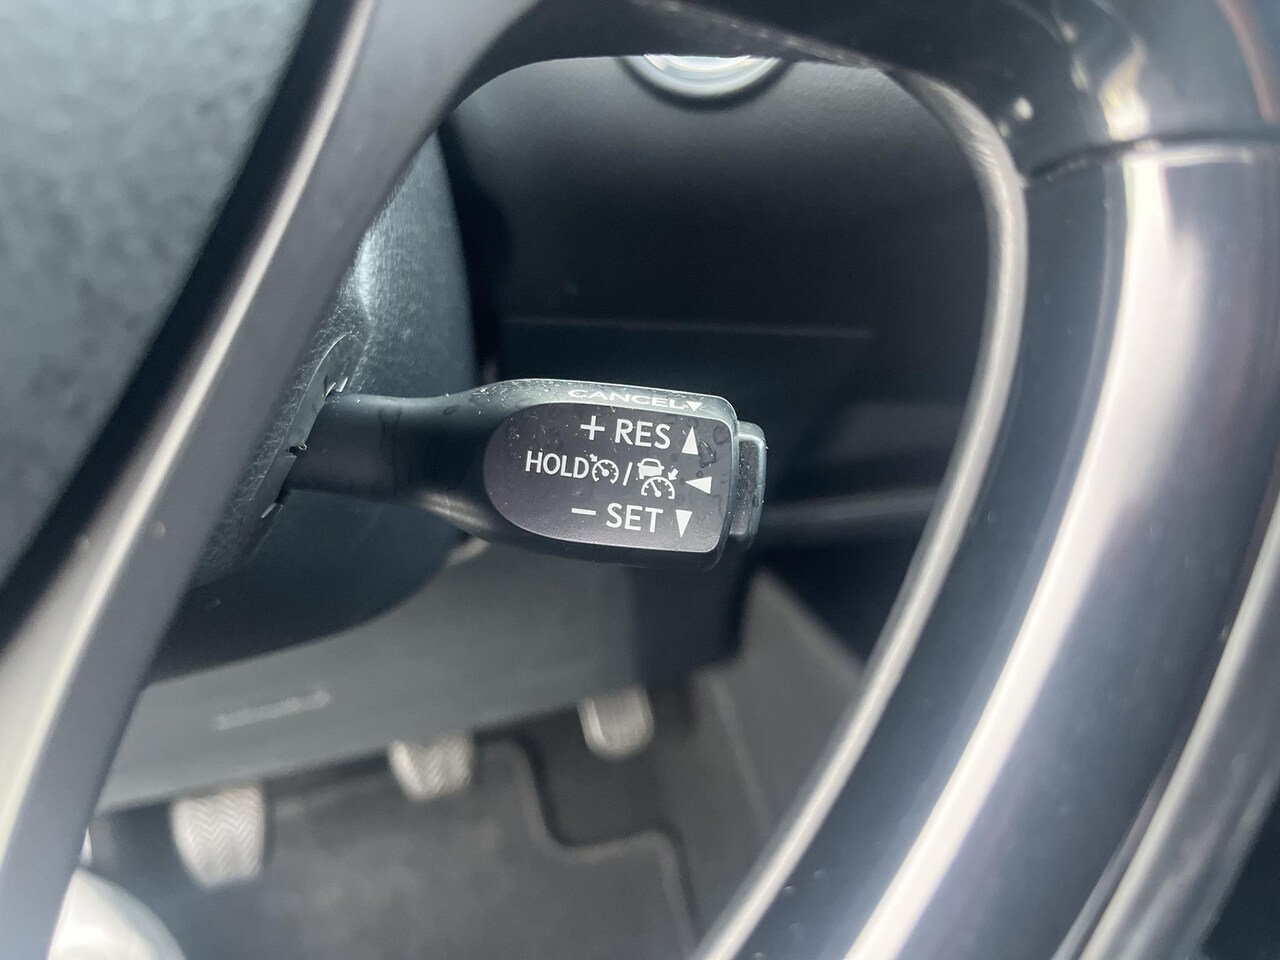 CANCEL▼
+ RES ▲
HOLD / ◀
− SET ▼